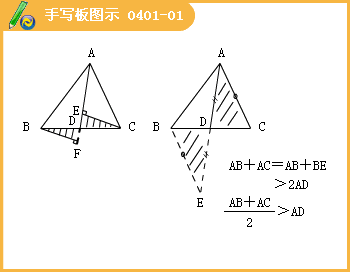 手写板图示 0401-01
A
E
B
D
C
F
A
B
D
C
E
AB+AC=AB+BE
>2AD
AB+AC
2
>AD